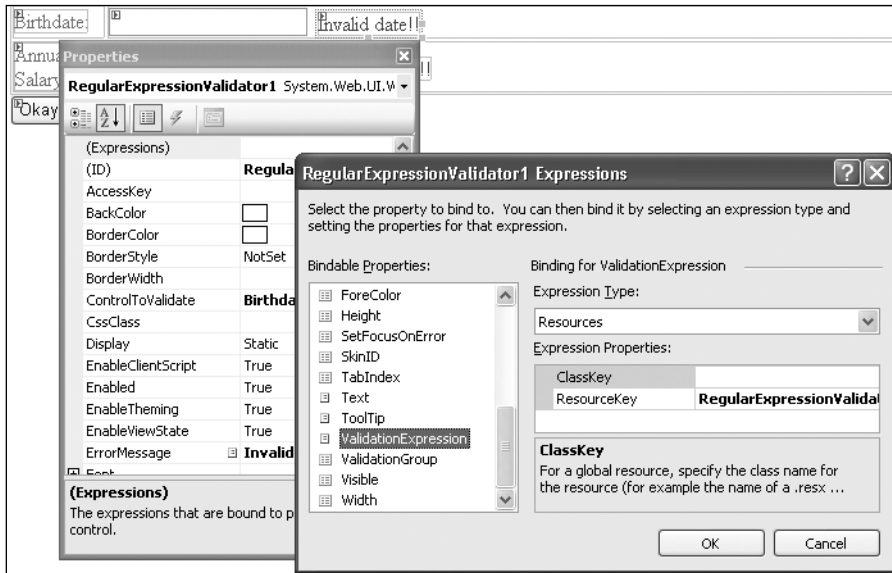 Birthdate:
Invalid date!!
Annua
Salary
!!
Okay
Properties
RegularExpressionValidator1 System.Web.UI.W
(Expressions)
(ID) Regula
AccessKey
BackColor
BorderColor
BorderStyle NotSet
BorderWidth
ControlToValidate Birthda
CssClass
Display Static
EnableClientScript True
Enabled True
EnableTheming True
EnableViewState True
ErrorMessage Invalid
Font
(Expressions)
The expressions that are bound to p
control.
RegularExpressionValidator1 Expressions
Select the property to bind to. You can then bind it by selecting an expression type and
setting the properties for that expression.
Bindable Properties:
ForeColor
Height
SetFocusOnError
SkinID
TabIndex
Text
ToolTip
ValidationExpression
ValidationGroup
Visible
Width
Binding for ValidationExpression
Expression Type:
Resources
Expression Properties:
ClassKey
ResourceKey RegularExpressionValidat
ClassKey
For a global resource, specify the class name for
the resource (for example the name of a .resx ...
OK
Cancel